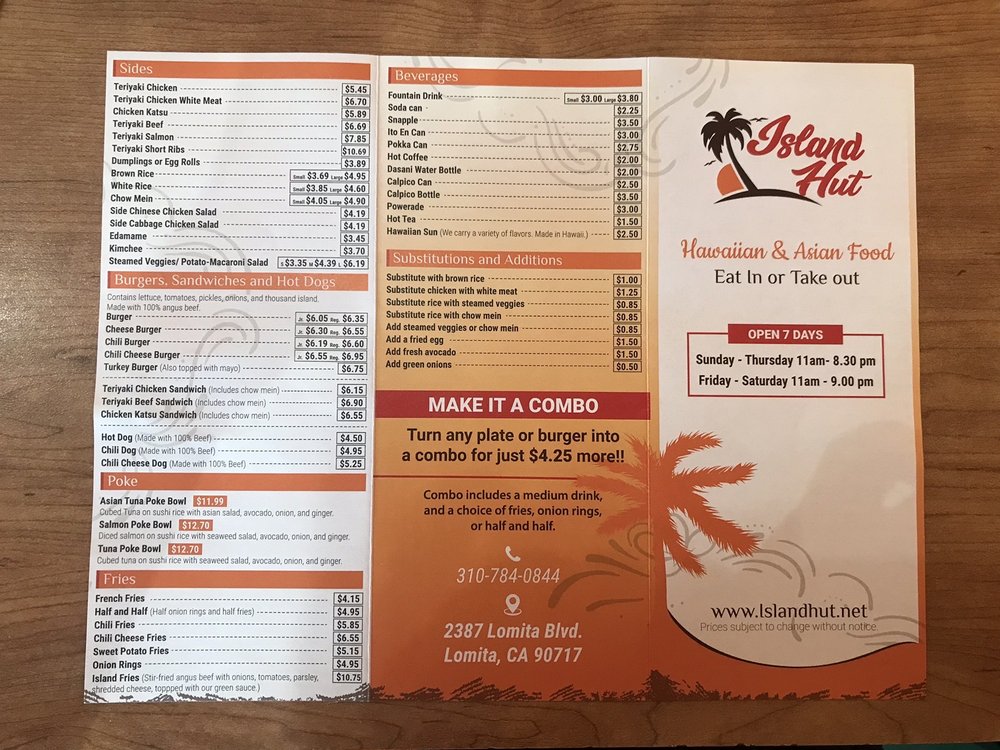 Sides
Teriyaki Chicken $5.45
Teriyaki Chicken White Meat $6.70
Chicken Katsu $5.89
Teriyaki Beef $6.69
Teriyaki Salmon $7.85
Teriyaki Short Ribs $10.69
Dumplings or Egg Rolls $3.89
Brown Rice Small $3.69 Large $4.95
White Rice Small $3.85 Large $4.60
Chow Mein Small $4.05 Large $4.90
Side Chinese Chicken Salad $4.19
Side Cabbage Chicken Salad $4.19
Edamame $3.45
Kimchee $3.70
Steamed Veggies/ Potato-Macaroni Salad S $3.35 M $4.39 L $6.19
Burgers, Sandwiches and Hot Dogs
Contains lettuce, tomatoes, pickles, onions, and thousand island.
Made with 100% angus beef.
Burger Jr. $6.05 Reg. $6.35
Cheese Burger Jr. $6.30 Reg. $6.55
Chili Burger Jr. $6.19 Reg. $6.60
Chili Cheese Burger Jr. $6.55 Reg. $6.95
Turkey Burger (Also topped with mayo) $6.75
Teriyaki Chicken Sandwich (Includes chow mein) $6.15
Teriyaki Beef Sandwich (Includes chow mein) $6.90
Chicken Katsu Sandwich (Includes chow mein) $6.55
Hot Dog (Made with 100% Beef) $4.50
Chili Dog (Made with 100% Beef) $4.95
Chili Cheese Dog (Made with 100% Beef) $5.25
Poke
Asian Tuna Poke Bowl $11.99
Cubed Tuna on sushi rice with asian salad, avocado, onion, and ginger.
Salmon Poke Bowl $12.70
Diced salmon on sushi rice with seaweed salad, avocado, onion, and ginger.
Tuna Poke Bowl $12.70
Cubed tuna on sushi rice with seaweed salad, avocado, onion, and ginger.
Fries
French Fries $4.15
Half and Half (Half onion rings and half fries) $4.95
Chili Fries $5.85
Chili Cheese Fries $6.55
Sweet Potato Fries $5.15
Onion Rings $4.95
Island Fries (Stir-fried angus beef with onions, tomatoes, parsley, $10.75
shredded cheese, toppped with our green sauce.)
Beverages
Fountain Drink Small $3.00 Large $3.80
Soda can $2.25
Snapple $3.50
Ito En Can $3.00
Pokka Can $2.75
Hot Coffee $2.00
Dasani Water Bottle $2.00
Calpico Can $2.50
Calpico Bottle $3.50
Powerade $3.00
Hot Tea $1.50
Hawaiian Sun (We carry a variety of flavors. Made in Hawaii.) $2.50
Substitutions and Additions
Substitute with brown rice $1.00
Substitute chicken with white meat $1.25
Substitute rice with steamed veggies $0.85
Substitute rice with chow mein $0.85
Add steamed veggies or chow mein $0.85
Add a fried egg $1.50
Add fresh avocado $1.50
Add green onions $0.50
MAKE IT A COMBO
Turn any plate or burger into
a combo for just $4.25 more!!
Combo includes a medium drink,
and a choice of fries, onion rings,
or half and half.
310-784-0844
2387 Lomita Blvd.
Lomita, CA 90717
Island
Hut
Hawaiian & Asian Food
Eat In or Take out
OPEN 7 DAYS
Sunday - Thursday 11am- 8.30 pm
Friday - Saturday 11am - 9.00 pm
www.Islandhut.net
Prices subject to change without notice.